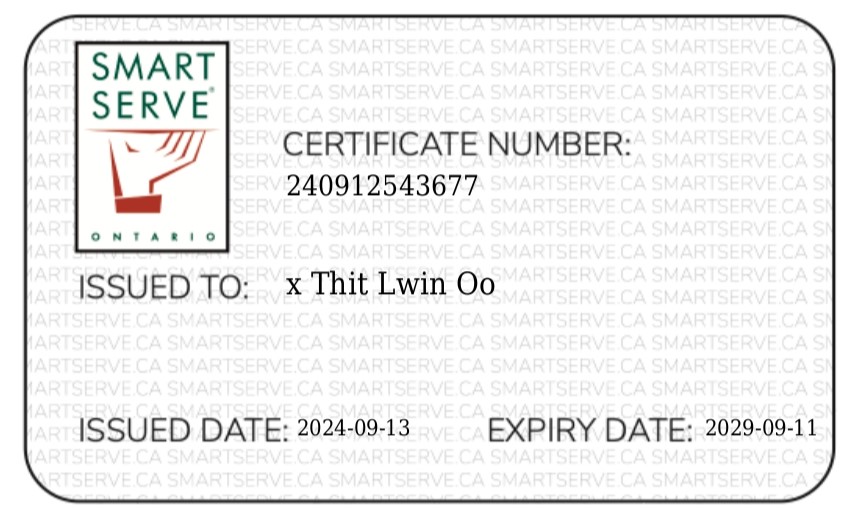 SMART
SERVE®
ONTARIO
CERTIFICATE NUMBER:
240912543677
ISSUED TO: x Thit Lwin Oo
ISSUED DATE: 2024-09-13 EXPIRY DATE: 2029-09-11